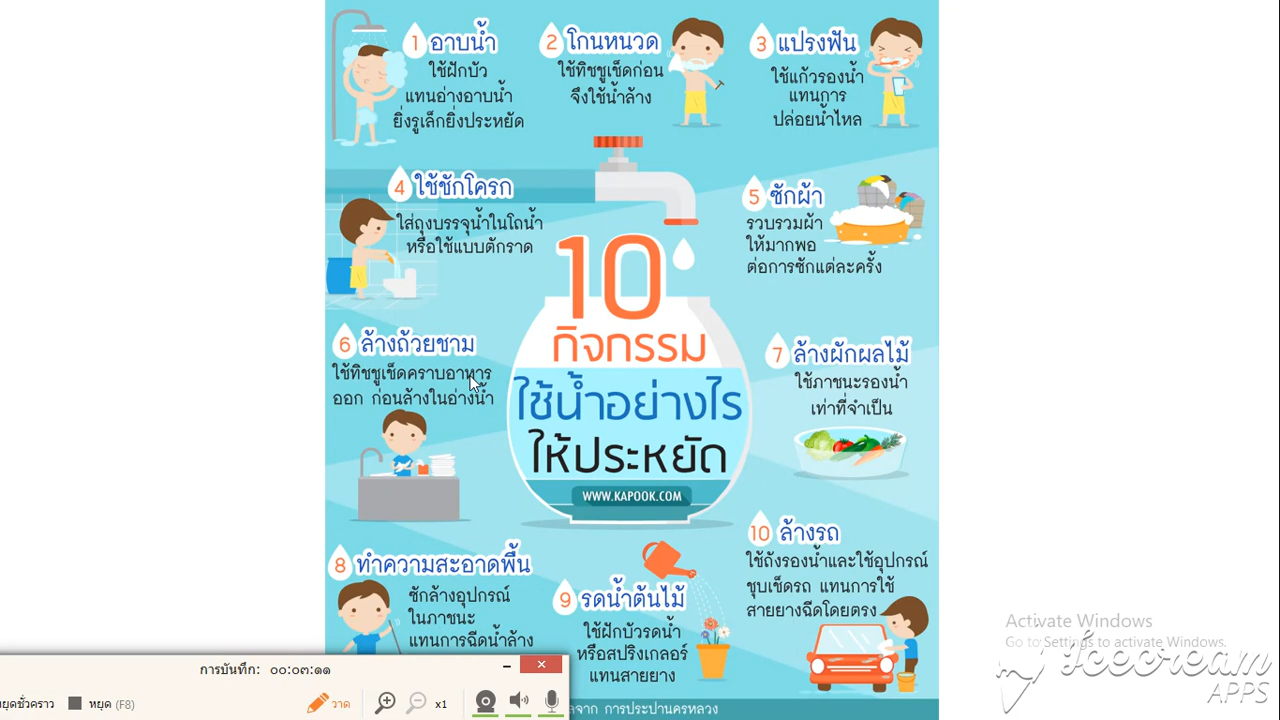 1 อาบน้ำ
ใช้ฝักบัว
แทนอ่างอาบน้ำ
ยิ่งรูเล็กยิ่งประหยัด
2 โกนหนวด
ใช้ทิชชูเช็ดก่อน
จึงใช้น้ำล้าง
3 แปรงฟัน
ใช้แก้วรองน้ำ
แทนการ
ปล่อยน้ำไหล
4 ใช้ชักโครก
ใส่ถุงบรรจุน้ำในโถน้ำ
หรือใช้แบบตักราด
5 ซักผ้า
รวบรวมผ้า
ให้มากพอ
ต่อการซักแต่ละครั้ง
10
กิจกรรม
ใช้น้ำอย่างไร
ให้ประหยัด
WWW.KAPOOK.COM
6 ล้างถ้วยชาม
ใช้ทิชชูเช็ดคราบอาหาร
ออก ก่อนล้างในอ่างน้ำ
7 ล้างผักผลไม้
ใช้ภาชนะรองน้ำ
เท่าที่จำเป็น
8 ทำความสะอาดพื้น
ซักล้างอุปกรณ์
ในภาชนะ
แทนการฉีดน้ำล้าง
9 รดน้ำต้นไม้
ใช้ฝักบัวรดน้ำ
หรือสปริงเกลอร์
แทนสายยาง
10 ล้างรถ
ใช้ถังรองน้ำและใช้อุปกรณ์
ชุบเช็ดรถ แทนการใช้
สายยางฉีดโดยตรง
การประปานครหลวง
การบันทึก: ๐๐:๐๓:๑๑
หยุด (F8)
วาด
x1
Activate Windows
Go to Settings to activate Windows.
Icecream
APPS